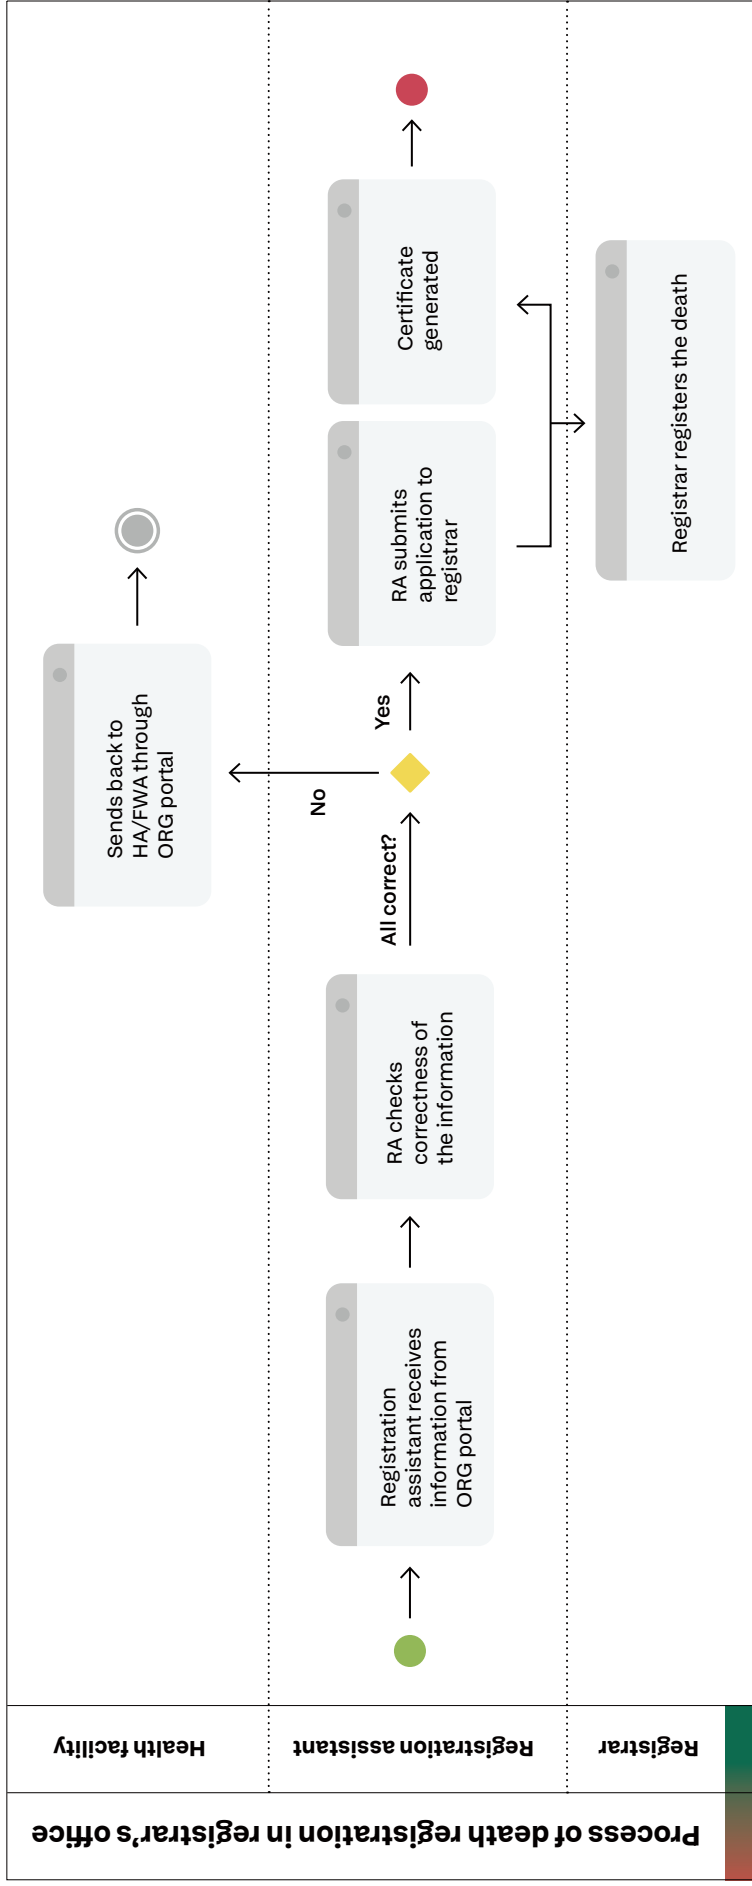 Process of death registration in registrar’s office
Health facility
Registration assistant
Registrar
Sends back to
HA/FWA through
ORG portal
Registration
assistant receives
information from
ORG portal
RA checks
correctness of
the information
All correct?
No
Yes
RA submits
application to
registrar
Certificate
generated
Registrar registers the death